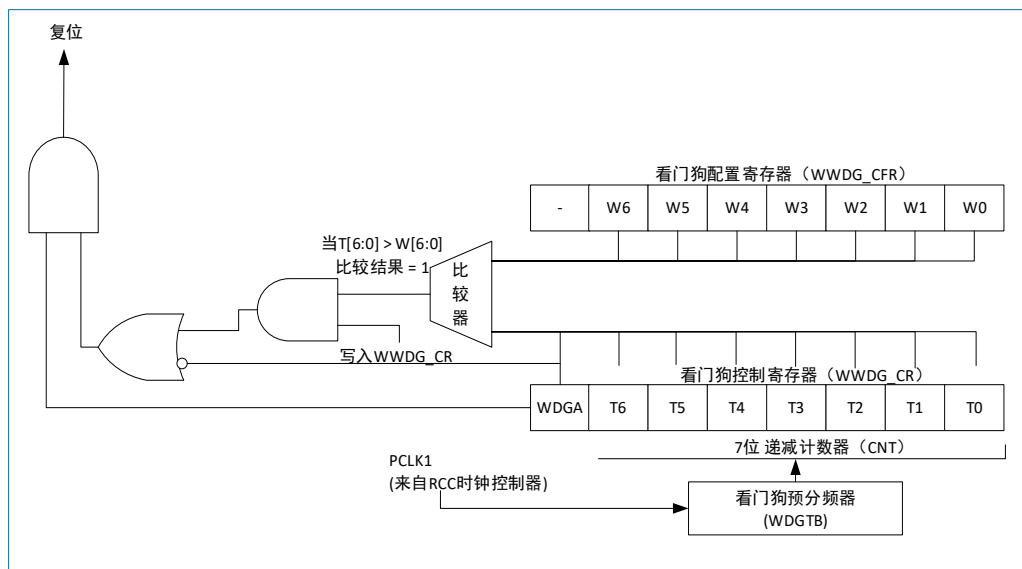 复位
看门狗配置寄存器（WWDG_CFR）
- W6 W5 W4 W3 W2 W1 W0
当T[6:0] > W[6:0]
比较结果 = 1
比较器
写入WWDG_CR
看门狗控制寄存器（WWDG_CR）
WDGA T6 T5 T4 T3 T2 T1 T0
7位 递减计数器（CNT）
PCLK1
(来自RCC时钟控制器)
看门狗预分频器
(WDGTB)